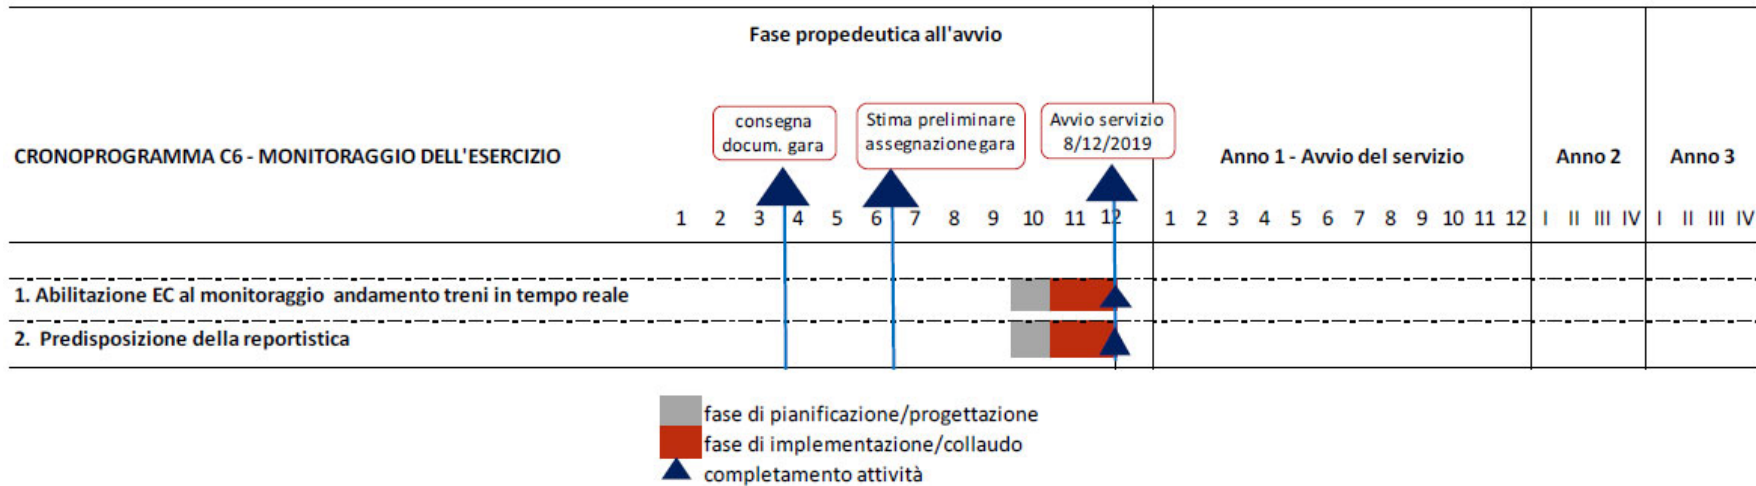 Fase propedeutica all'avvio
consegna
docum. gara
Stima preliminare
assegnazione gara
Avvio servizio
8/12/2019
CRONOPROGRAMMA C6 - MONITORAGGIO DELL'ESERCIZIO
Anno 1 - Avvio del servizio
Anno 2
Anno 3
1 2 3 4 5 6 7 8 9 10 11 12 1 2 3 4 5 6 7 8 9 10 11 12 I II III IV I II III IV
1. Abilitazione EC al monitoraggio andamento treni in tempo reale
2. Predisposizione della reportistica
fase di pianificazione/progettazione
fase di implementazione/collaudo
completamento attività